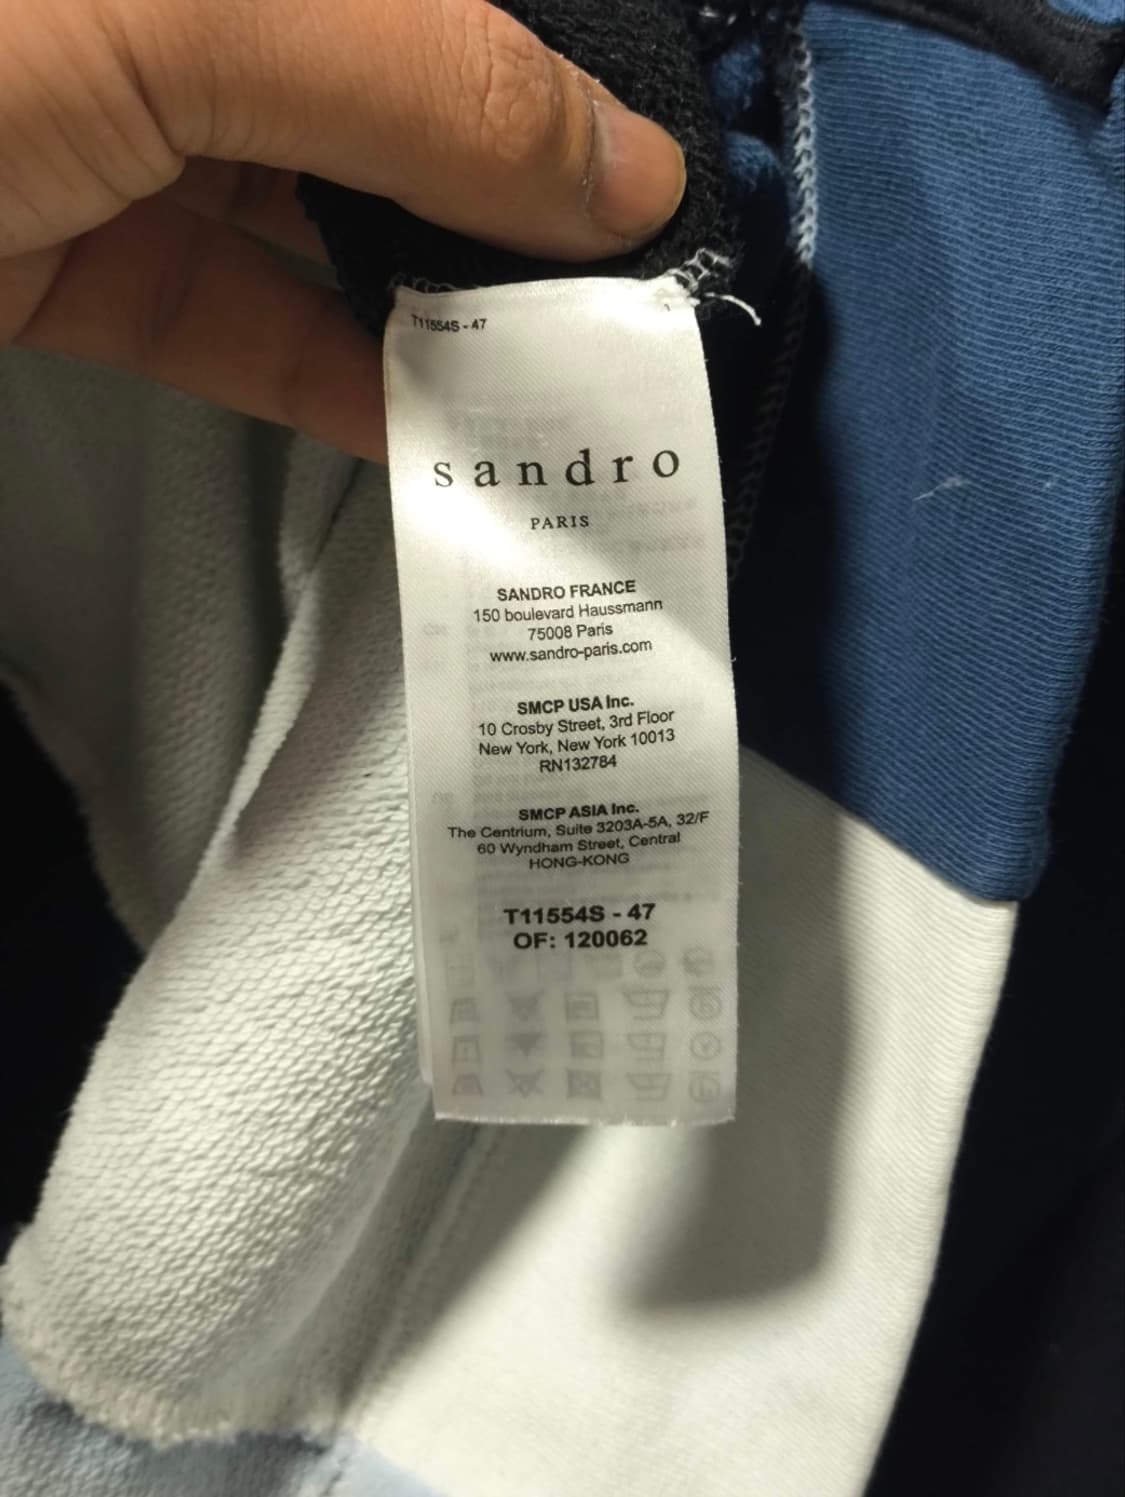 T11554S - 47
sandro
PARIS
SANDRO FRANCE
150 boulevard Haussmann
75008 Paris
www.sandro-paris.com
SMCP USA Inc.
10 Crosby Street, 3rd Floor
New York, New York 10013
RN132784
SMCP ASIA Inc.
The Centrium, Suite 3203A-5A, 32/F
60 Wyndham Street, Central
HONG-KONG
T11554S - 47
OF: 120062